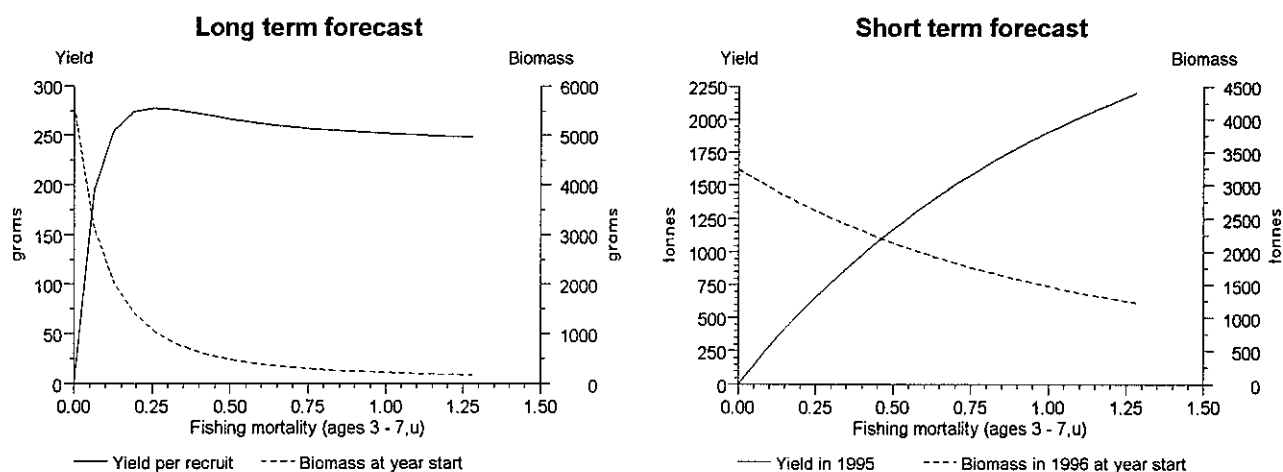 Long term forecast
Yield
Biomass
300
250
200
150
100
50
0
grams
6000
5000
4000
3000
2000
1000
0
grams
0.00 0.25 0.50 0.75 1.00 1.25 1.50
Fishing mortality (ages 3 - 7,u)
Yield per recruit
Biomass at year start
Short term forecast
Yield
Biomass
2250
2000
1750
1500
1250
1000
750
500
250
0
tonnes
4500
4000
3500
3000
2500
2000
1500
1000
500
0
tonnes
0.00 0.25 0.50 0.75 1.00 1.25 1.50
Fishing mortality (ages 3 - 7,u)
Yield in 1995
Biomass in 1996 at year start